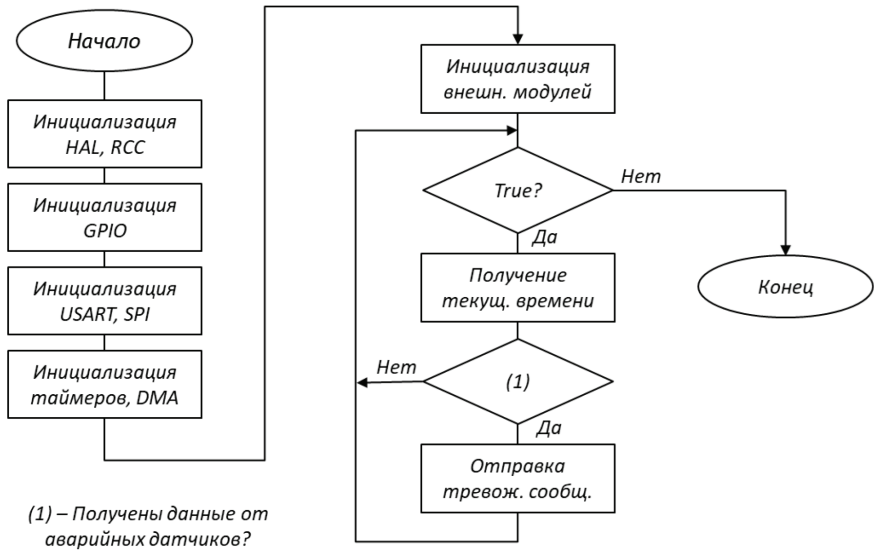 Начало
Инициализация
HAL, RCC
Инициализация
GPIO
Инициализация
USART, SPI
Инициализация
таймеров, DMA
Инициализация
внешн. модулей
True?
Нет
Да
Получение
текущ. времени
Конец
Нет
(1)
Да
Отправка
тревож. сообщ.
(1) – Получены данные от
аварийных датчиков?